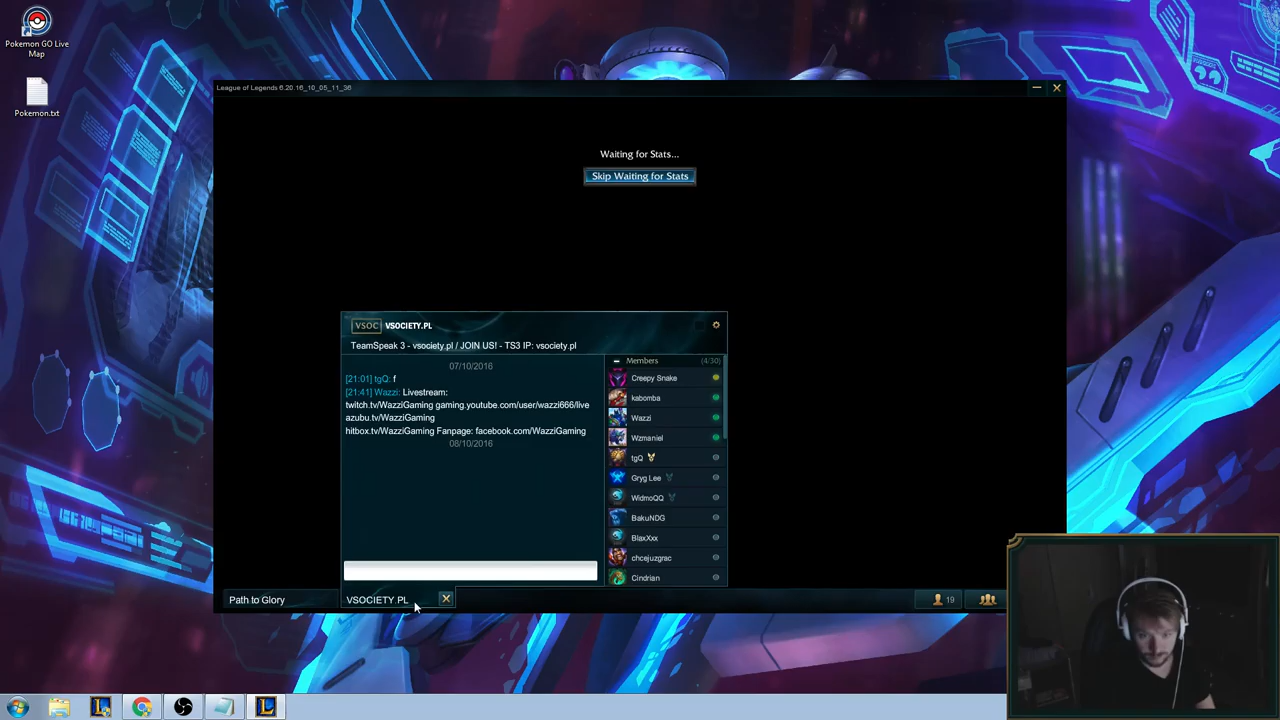 Pokemon GO Live
Map
Pokemon.txt
League of Legends 6.20.16_10_05_11_36
Waiting for Stats...
Skip Waiting for Stats
VSOC VSOCIETY.PL
TeamSpeak 3 - vsociety.pl / JOIN US! - TS3 IP: vsociety.pl
07/10/2016
[21:01] tgQ: f
[21:41] Wazzi: Livestream:
twitch.tv/WazziGaming gaming.youtube.com/user/wazzi666/live
azubu.tv/WazziGaming
hitbox.tv/WazziGaming Fanpage: facebook.com/WazziGaming
08/10/2016
Members (4/30)
Creepy Snake
kabomba
Wazzi
Wzmaniel
tgQ
Gryg Lee
WidmoQQ
BakuNDG
BlaxXxx
chcejuzgrac
Cindrian
Path to Glory
VSOCIETY.PL
19